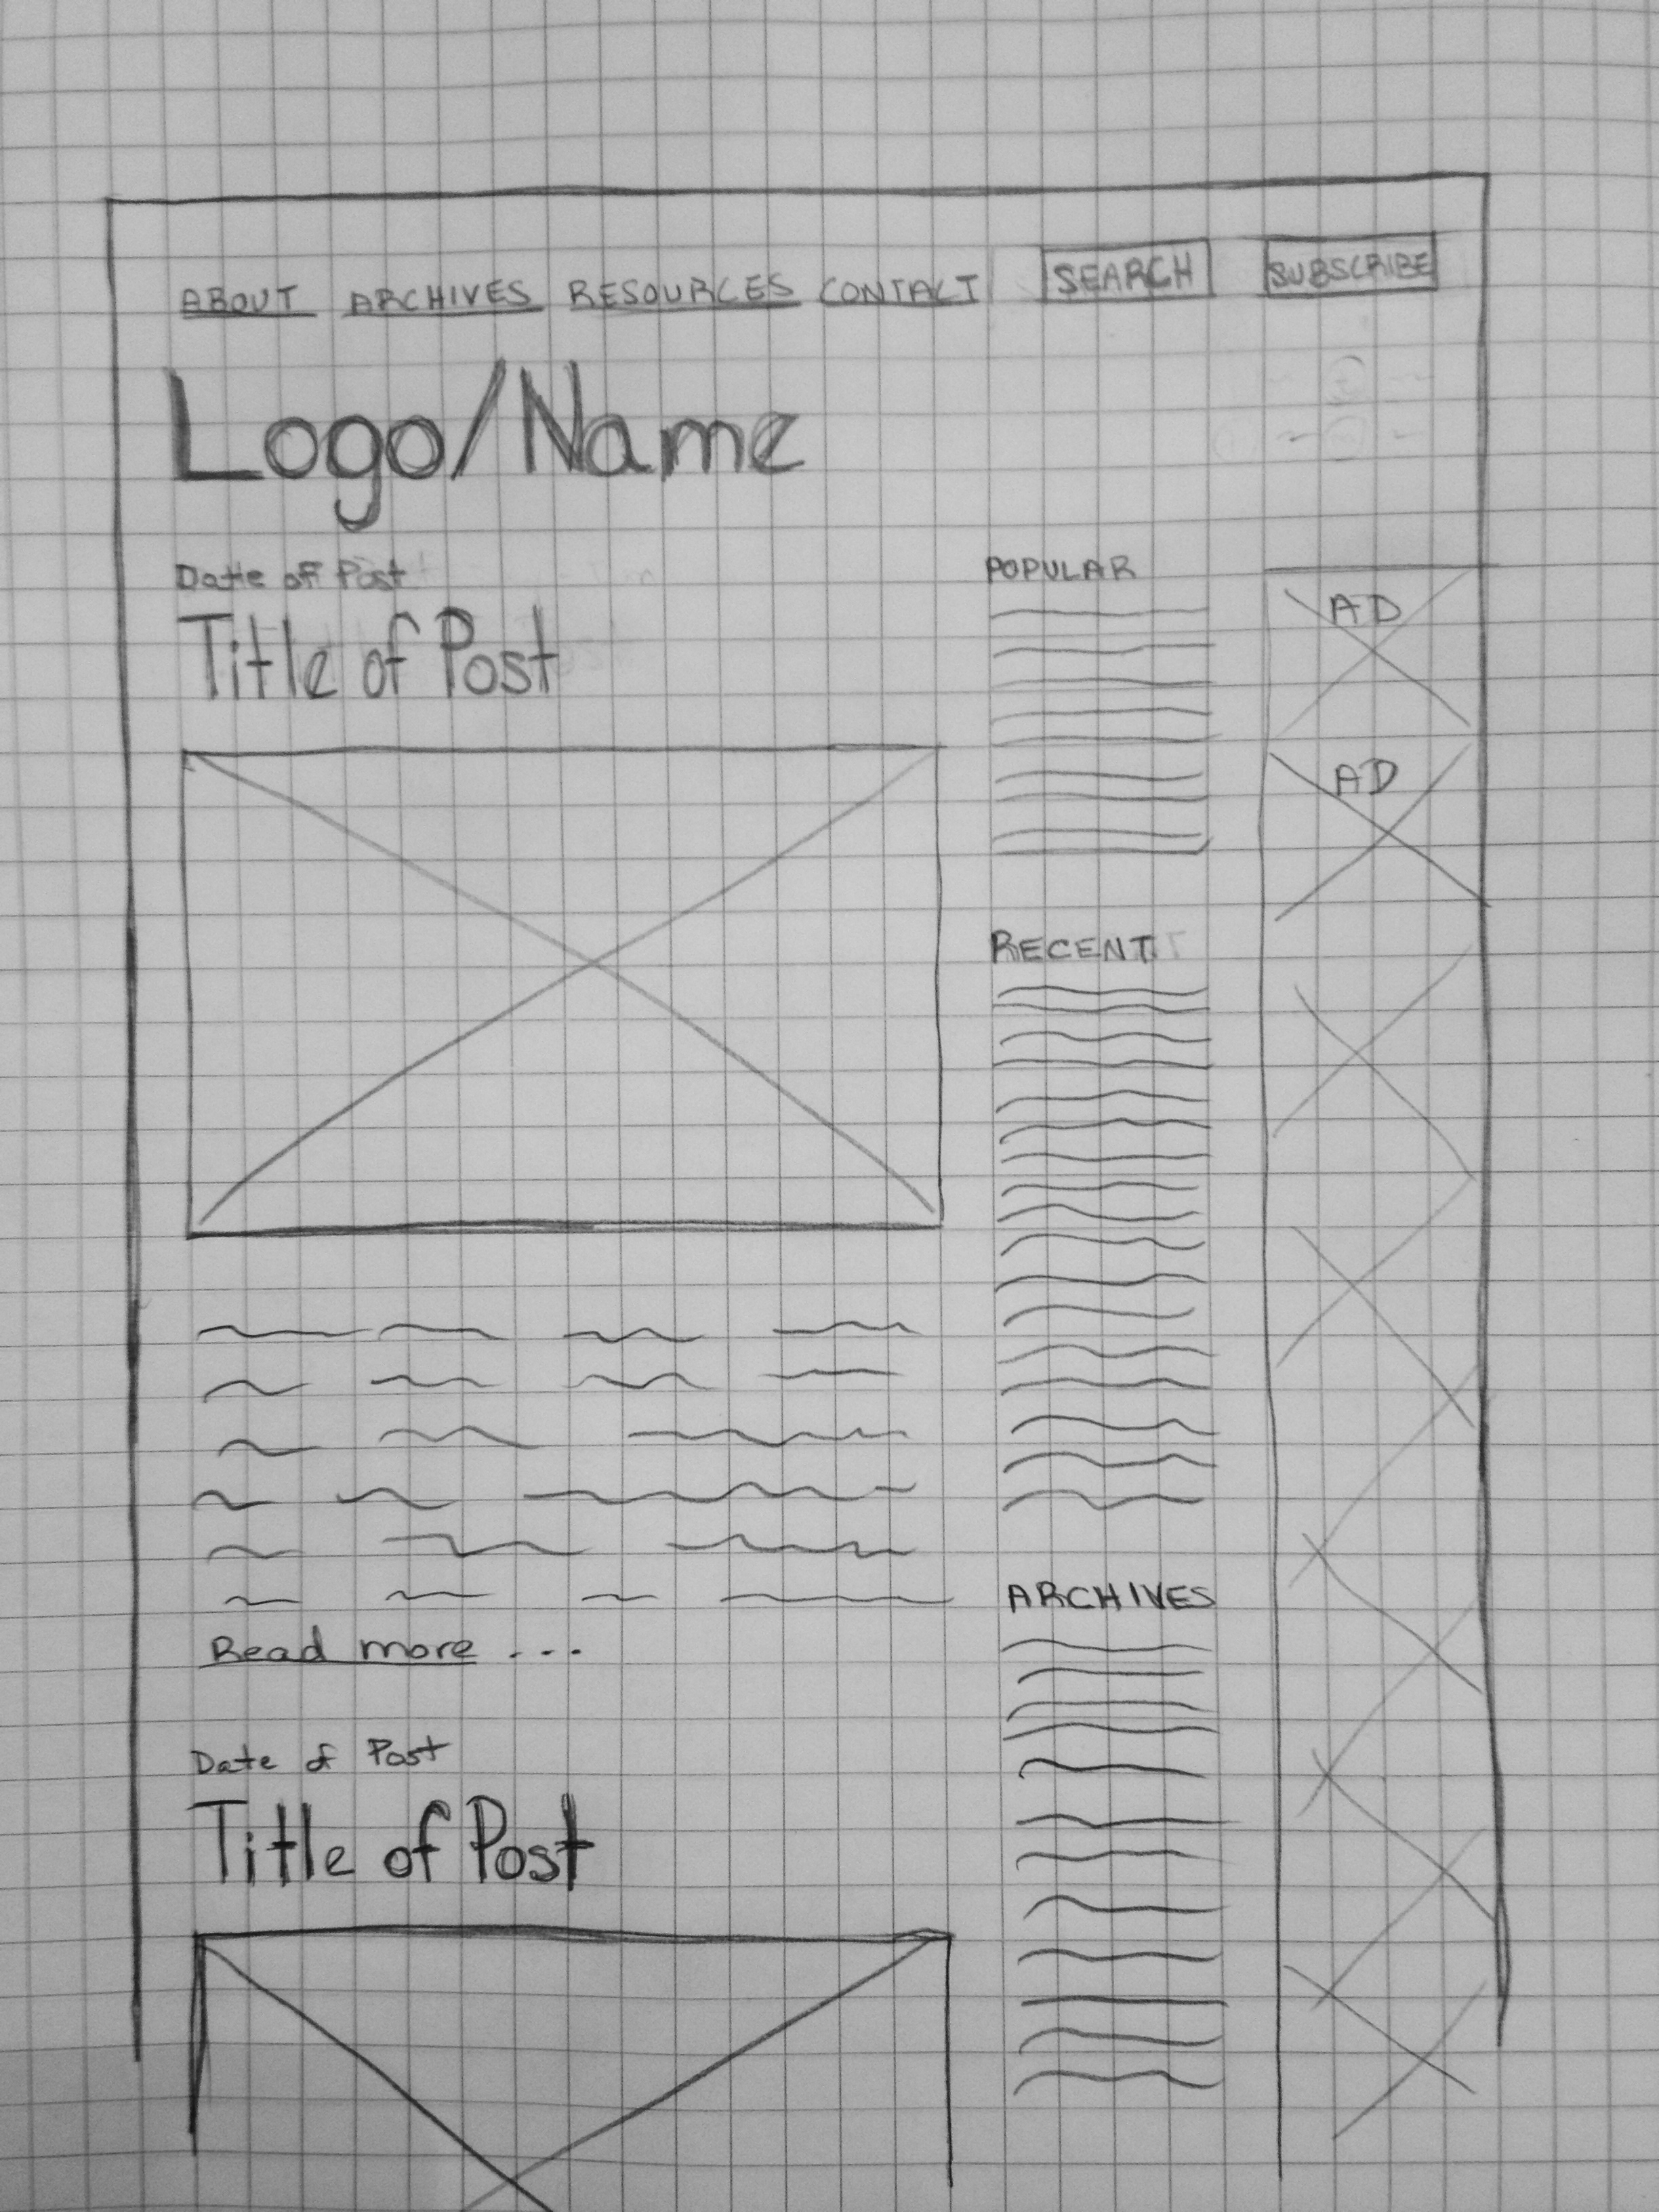 ABOUT ARCHIVES RESOURCES CONTACT SEARCH SUBSCRIBE
Logo/Name
Date of Post
Title of Post
Read more ...
Date of Post
Title of Post
POPULAR
RECENT
ARCHIVES
AD
AD